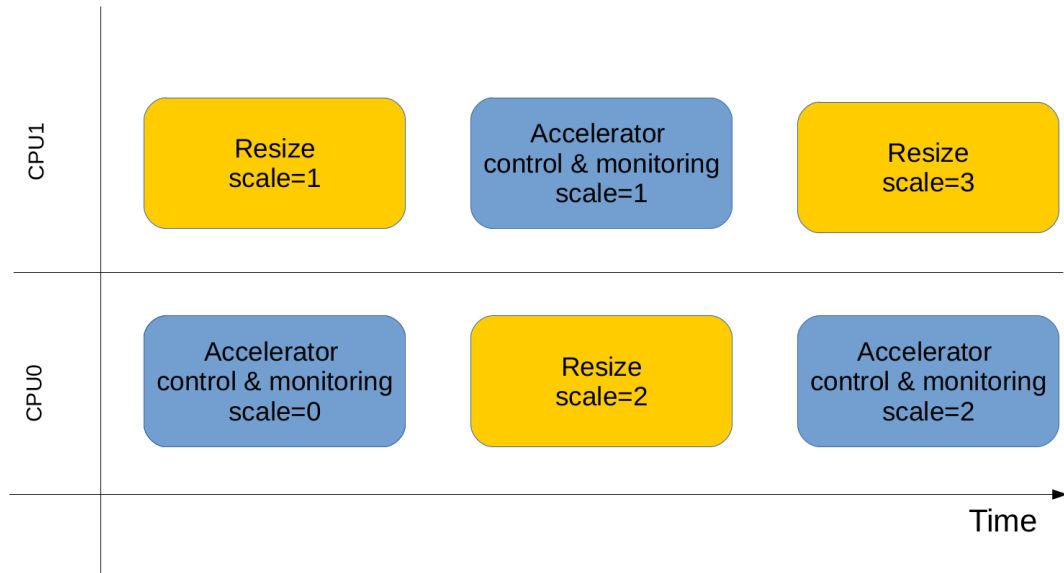 CPU1
Resize
scale=1
Accelerator
control & monitoring
scale=1
Resize
scale=3
CPU0
Accelerator
control & monitoring
scale=0
Resize
scale=2
Accelerator
control & monitoring
scale=2
Time